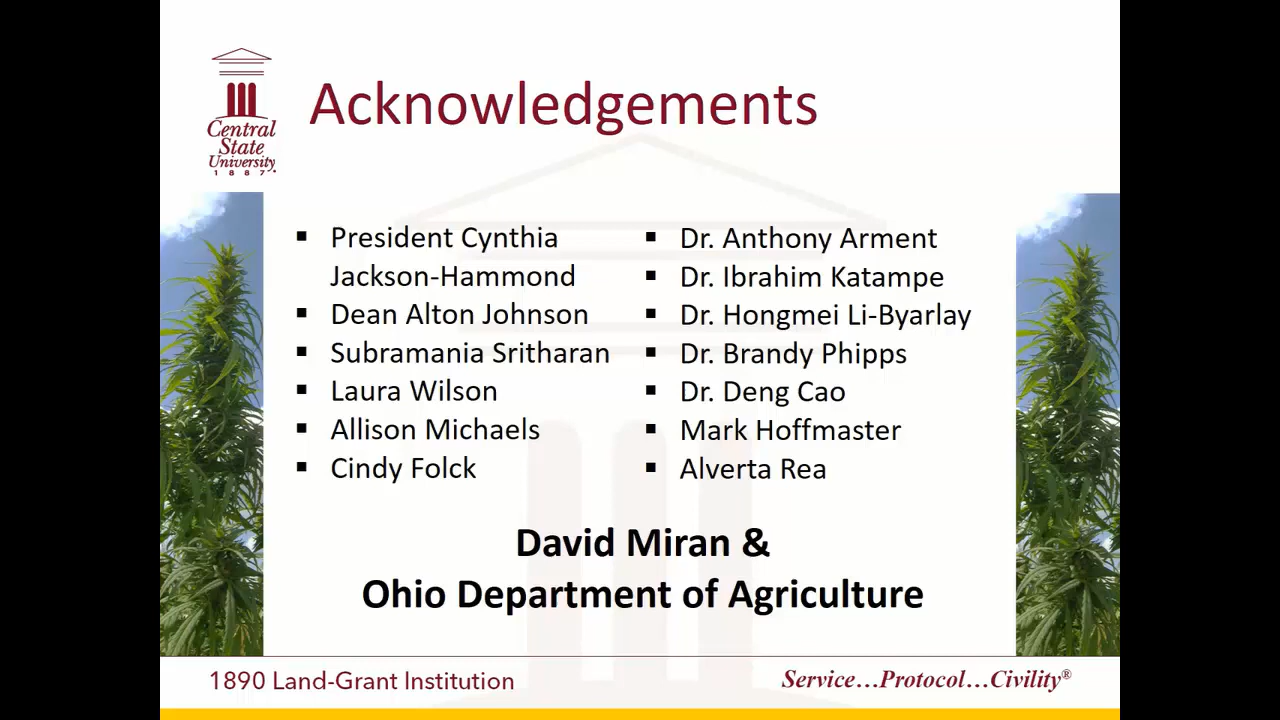 Central
State
University
1887
Acknowledgements
▪ President Cynthia
Jackson-Hammond
▪ Dean Alton Johnson
▪ Subramania Sritharan
▪ Laura Wilson
▪ Allison Michaels
▪ Cindy Folck
▪ Dr. Anthony Arment
▪ Dr. Ibrahim Katampe
▪ Dr. Hongmei Li-Byarlay
▪ Dr. Brandy Phipps
▪ Dr. Deng Cao
▪ Mark Hoffmaster
▪ Alverta Rea
David Miran &
Ohio Department of Agriculture
1890 Land-Grant Institution
Service...Protocol...Civility®